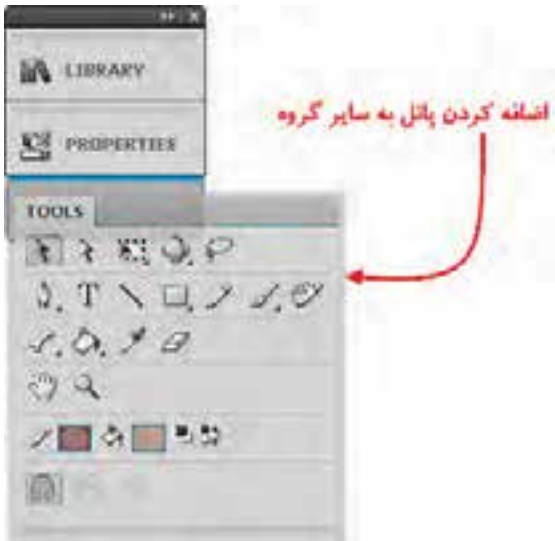 LIBRARY
اضافه کردن پانل به سایر گروه
PROPERTIES
TOOLS